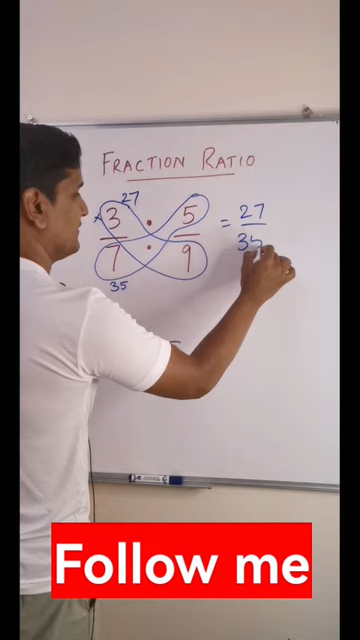 FRACTION RATIO
27
3 : 5 = 27
7 9 35
35
Follow me